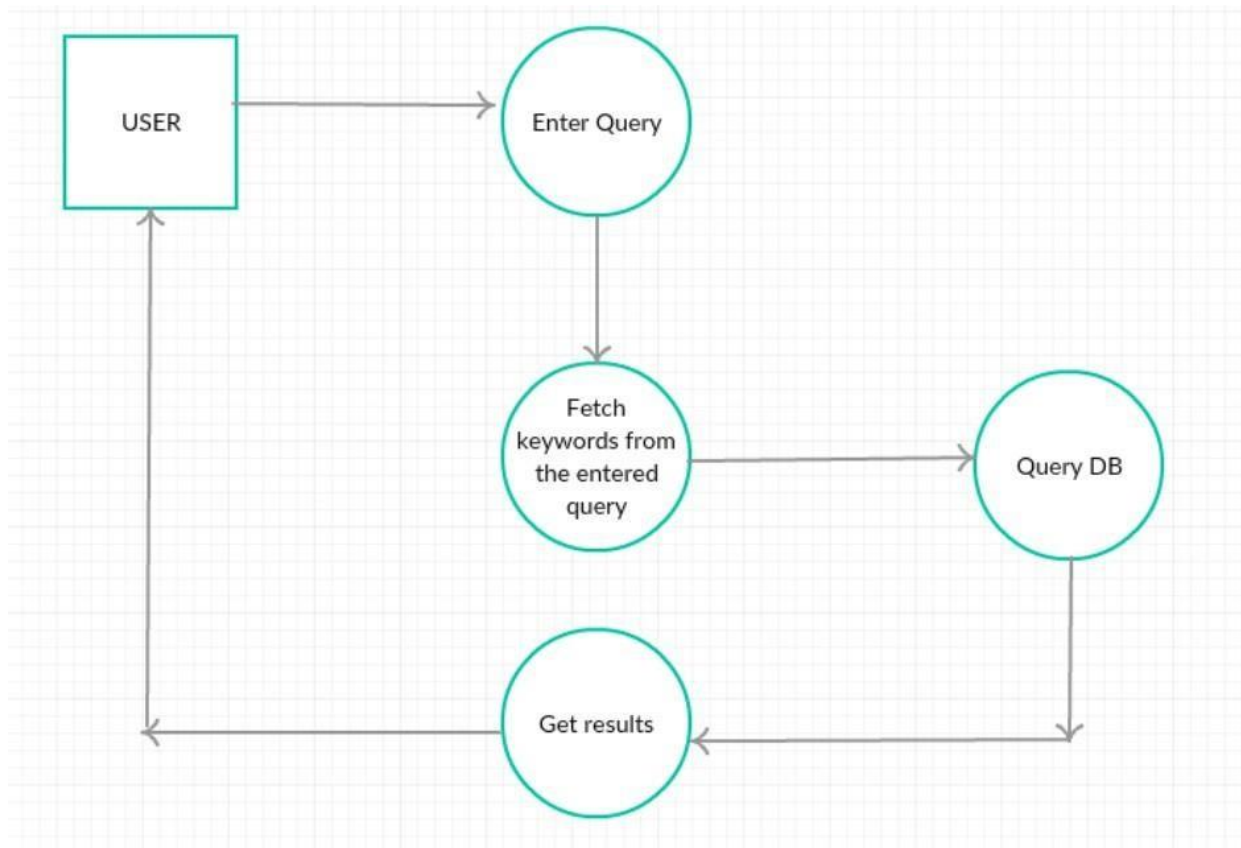 USER
Enter Query
Fetch
keywords from
the entered
query
Query DB
Get results